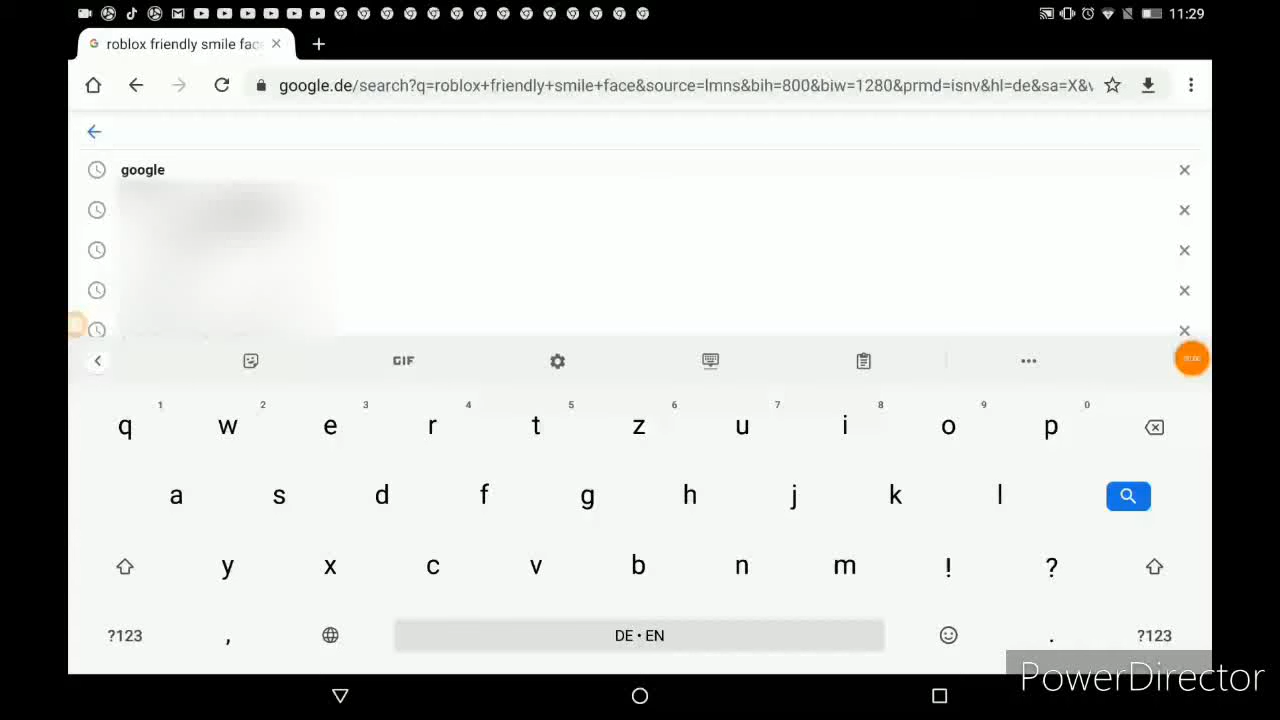 11:29
roblox friendly smile fac
google.de/search?q=roblox+friendly+smile+face&source=lmns&bih=800&biw=1280&prmd=isnv&hl=de&sa=X&v
google
GIF
1 2 3 4 5 6 7 8 9 0
q w e r t z u i o p
a s d f g h j k l
y x c v b n m ! ?
?123 , DE • EN . ?123
PowerDirector